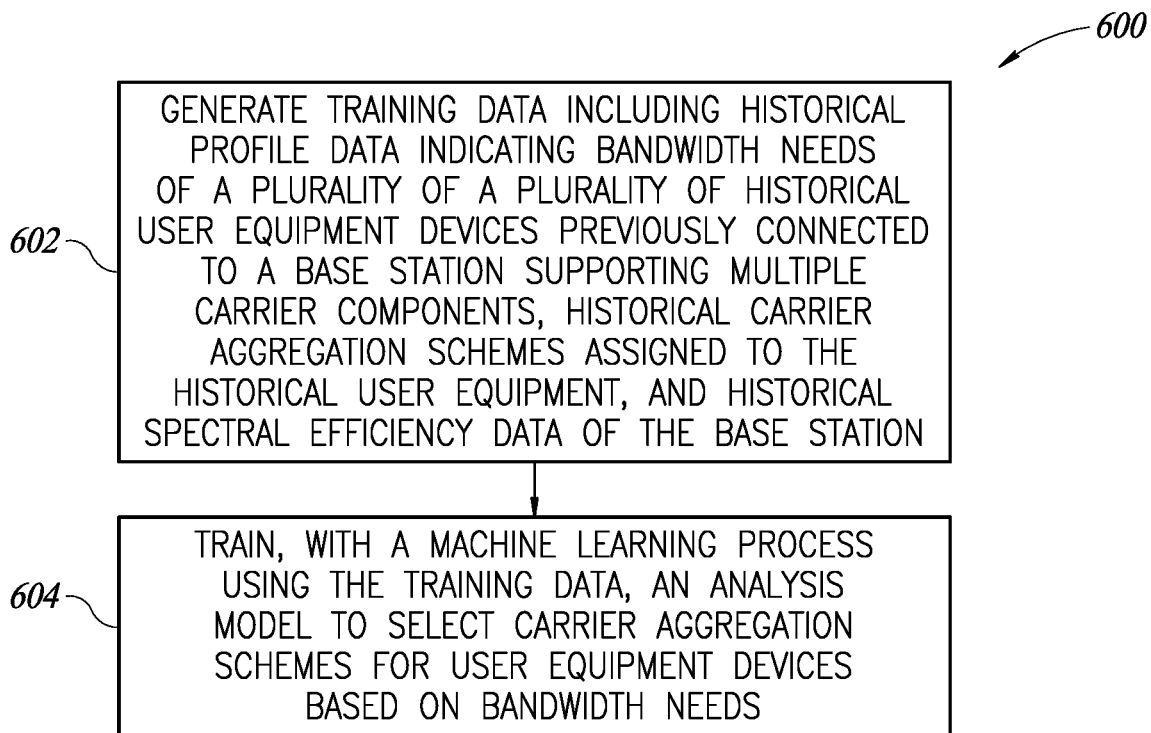 600
GENERATE TRAINING DATA INCLUDING HISTORICAL
PROFILE DATA INDICATING BANDWIDTH NEEDS
OF A PLURALITY OF A PLURALITY OF HISTORICAL
USER EQUIPMENT DEVICES PREVIOUSLY CONNECTED
TO A BASE STATION SUPPORTING MULTIPLE
CARRIER COMPONENTS, HISTORICAL CARRIER
AGGREGATION SCHEMES ASSIGNED TO THE
HISTORICAL USER EQUIPMENT, AND HISTORICAL
SPECTRAL EFFICIENCY DATA OF THE BASE STATION
602
TRAIN, WITH A MACHINE LEARNING PROCESS
USING THE TRAINING DATA, AN ANALYSIS
MODEL TO SELECT CARRIER AGGREGATION
SCHEMES FOR USER EQUIPMENT DEVICES
BASED ON BANDWIDTH NEEDS
604